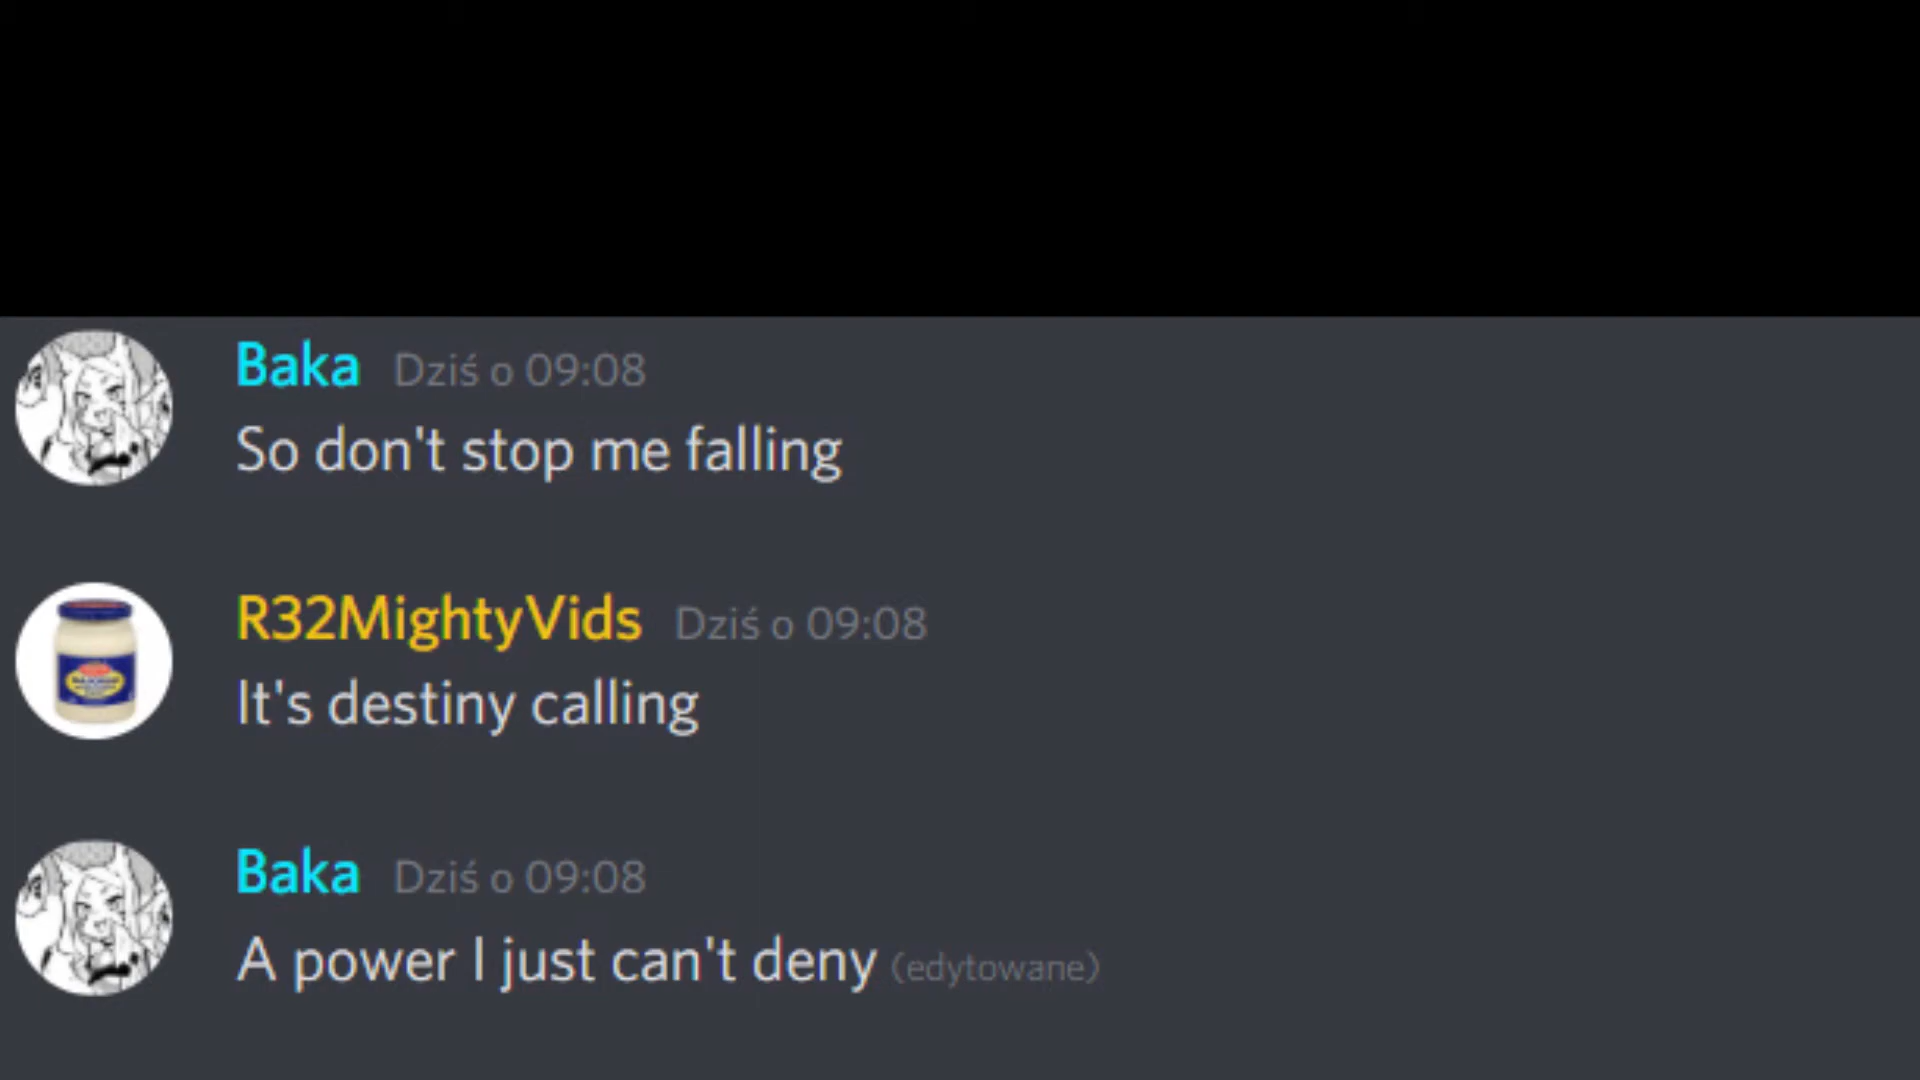 Baka Dziś o 09:08
So don't stop me falling
R32MightyVids Dziś o 09:08
It's destiny calling
Baka Dziś o 09:08
A power I just can't deny (edytowane)